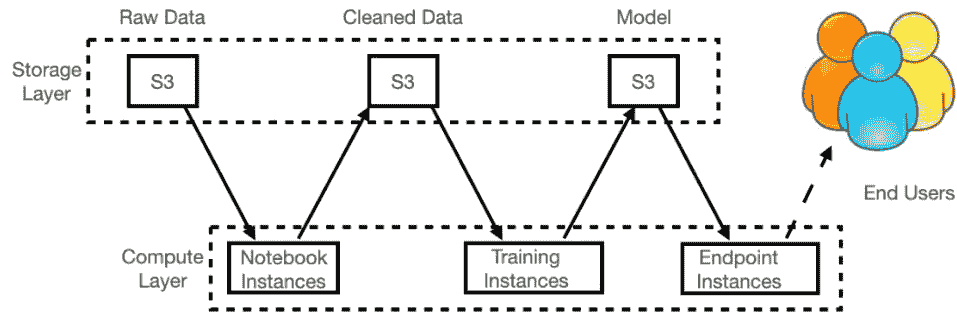 Raw Data
Cleaned Data
Model
Storage
Layer
S3
S3
S3
End Users
Compute
Layer
Notebook
Instances
Training
Instances
Endpoint
Instances